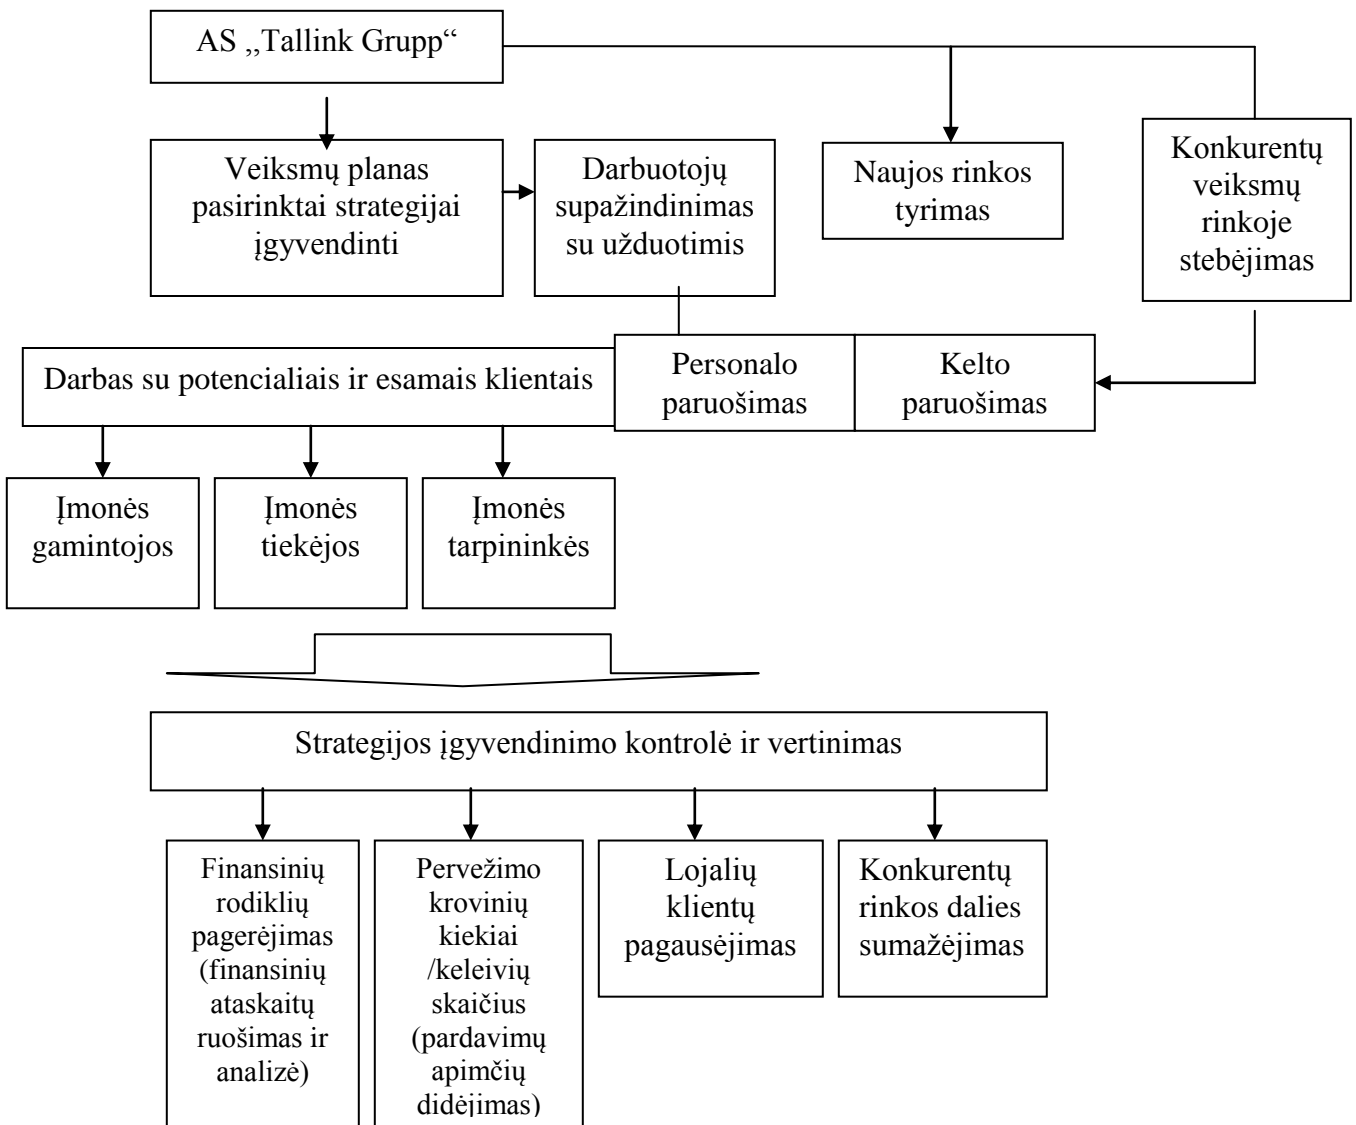 AS „Tallink Grupp“
Veiksmų planas
pasirinktai strategijai
įgyvendinti
Darbuotojų
supažindinimas
su užduotimis
Naujos rinkos
tyrimas
Konkurentų
veiksmų
rinkoje
stebėjimas
Darbas su potencialiais ir esamais klientais
Personalo
paruošimas
Kelto
paruošimas
Įmonės
gamintojos
Įmonės
tiekėjos
Įmonės
tarpininkės
Strategijos įgyvendinimo kontrolė ir vertinimas
Finansinių
rodiklių
pagerėjimas
(finansinių
ataskaitų
ruošimas ir
analizė)
Pervežimo
krovinių
kiekiai
/keleivių
skaičius
(pardavimų
apimčių
didėjimas)
Lojalių
klientų
pagausėjimas
Konkurentų
rinkos dalies
sumažėjimas